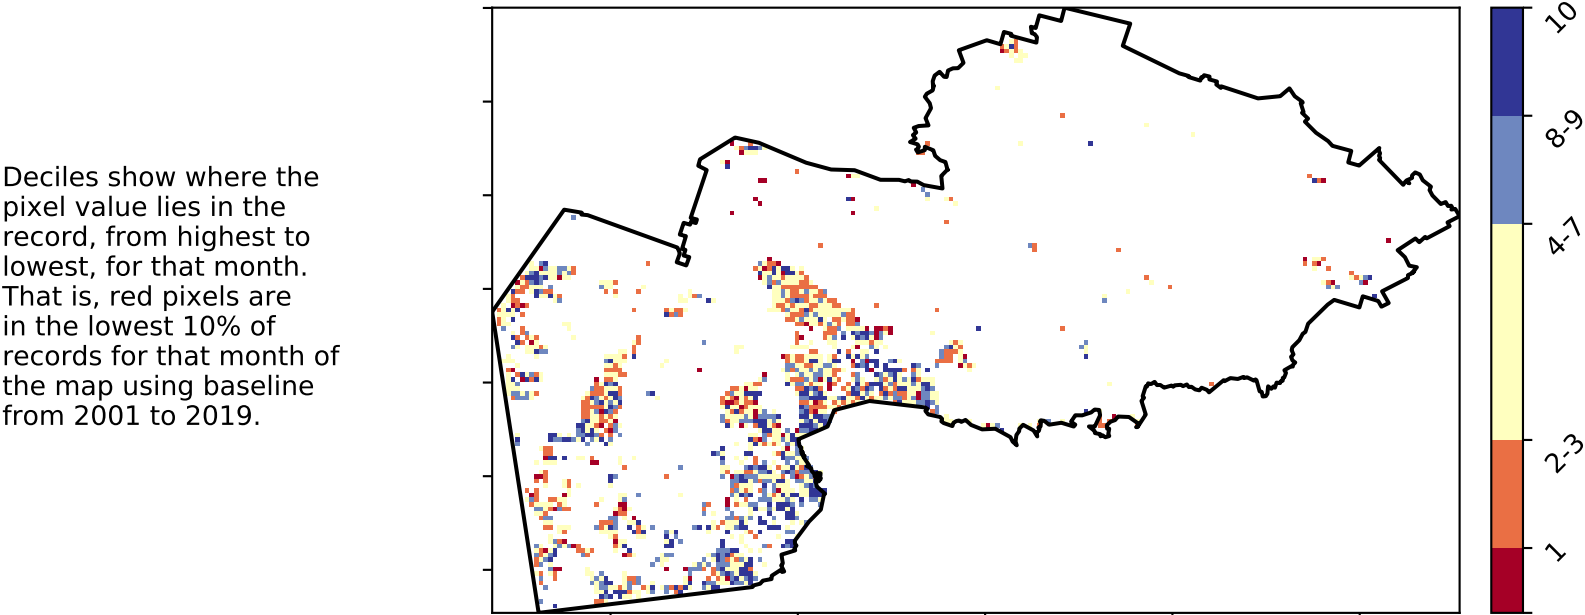 Deciles show where the
pixel value lies in the
record, from highest to
lowest, for that month.
That is, red pixels are
in the lowest 10% of
records for that month of
the map using baseline
from 2001 to 2019.
10
8-9
4-7
2-3
1